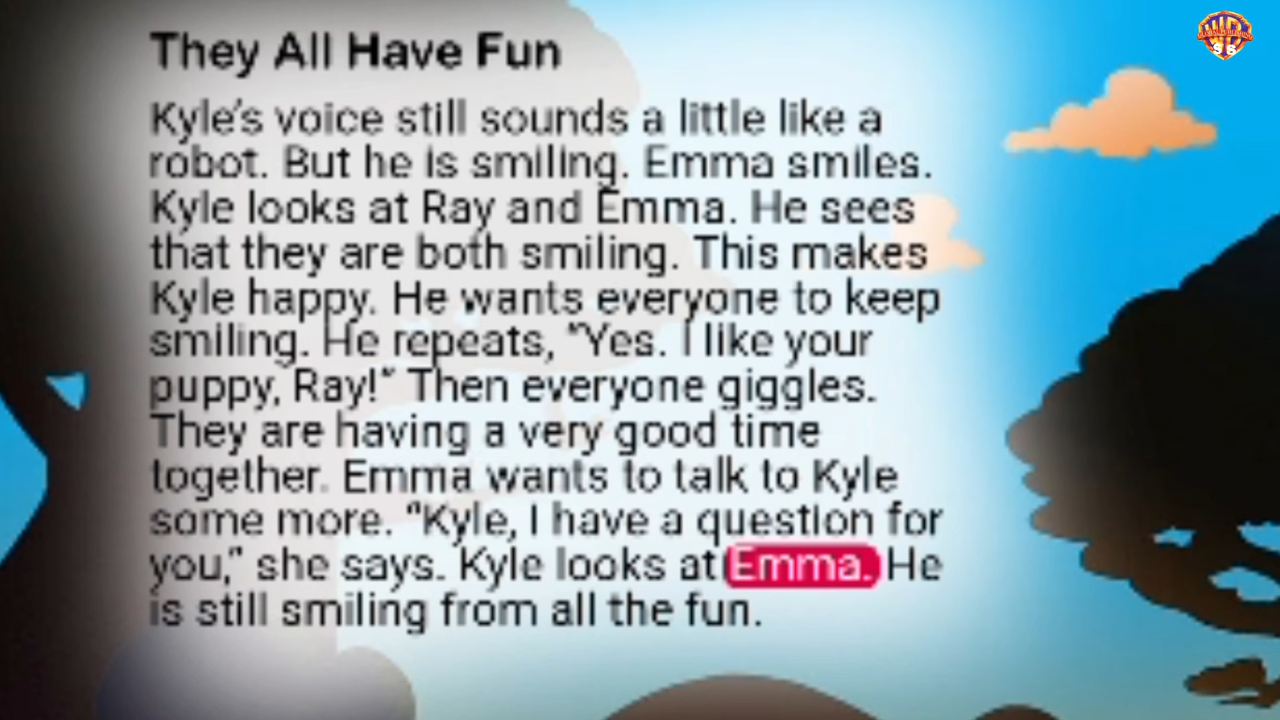 They All Have Fun
Kyle's voice still sounds a little like a
robot. But he is smiling. Emma smiles.
Kyle looks at Ray and Emma. He sees
that they are both smiling. This makes
Kyle happy. He wants everyone to keep
smiling. He repeats, "Yes. I like your
puppy, Ray!" Then everyone giggles.
They are having a very good time
together. Emma wants to talk to Kyle
some more. "Kyle, I have a question for
you," she says. Kyle looks at Emma. He
is still smiling from all the fun.